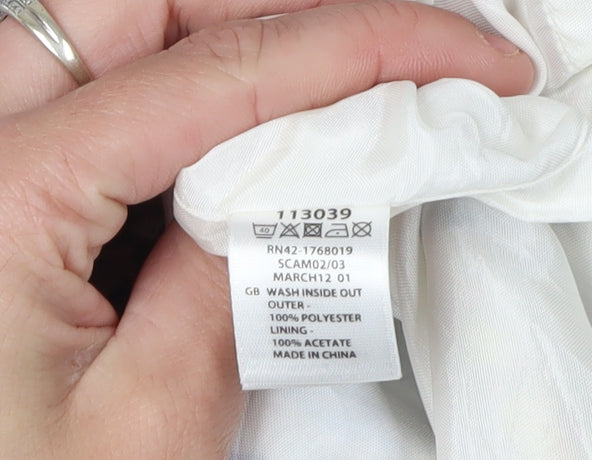 113039
40
RN42-1768019
SCAM02/03
MARCH12 01
GB WASH INSIDE OUT
OUTER -
100% POLYESTER
LINING -
100% ACETATE
MADE IN CHINA